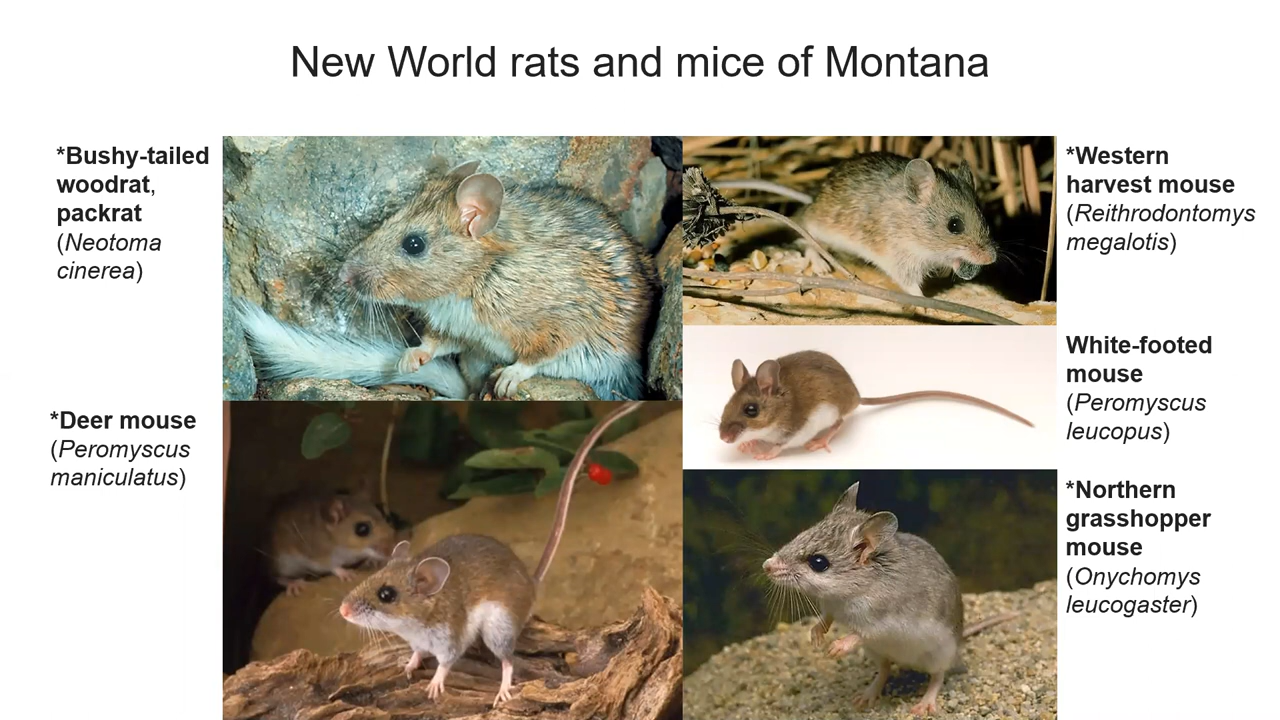 New World rats and mice of Montana
*Bushy-tailed
woodrat,
packrat
(Neotoma
cinerea)
*Deer mouse
(Peromyscus
maniculatus)
*Western
harvest mouse
(Reithrodontomys
megalotis)
White-footed
mouse
(Peromyscus
leucopus)
*Northern
grasshopper
mouse
(Onychomys
leucogaster)